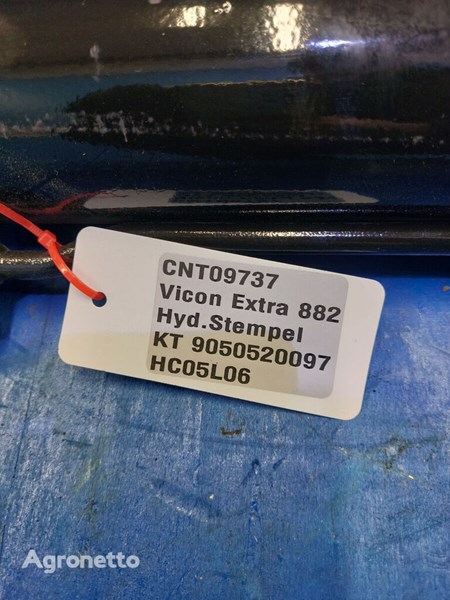 CNT09737
Vicon Extra 882
Hyd.Stempel
KT 9050520097
HC05L06
Agronetto